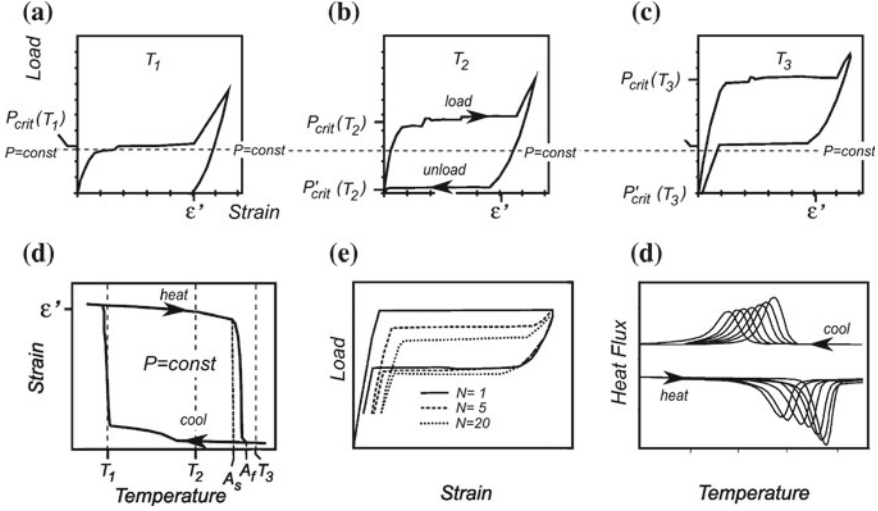 (a)
(b)
(c)
Load
T1
T2
T3
Pcrit(T1)
P=const
P=const
Pcrit(T2)
load
unload
P'crit(T2)
P=const
Pcrit(T3)
P'crit(T3)
ε'
Strain
ε'
ε'
(d)
(e)
(d)
ε'
Strain
heat
P=const
cool
T1 T2 As Af T3
Temperature
Load
N= 1
N= 5
N=20
Strain
Heat Flux
cool
heat
Temperature